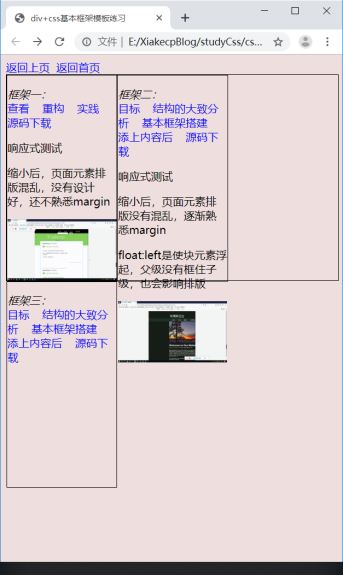 div+css基本框架模板练习
文件 | E:/XiakecpBlog/studyCss/cs...
返回上页 返回首页
框架一：
查看 重构 实践
源码下载
响应式测试
缩小后，页面元素排
版混乱，没有设计
好，还不熟悉margin
框架二：
目标 结构的大致分
析 基本框架搭建
添上内容后 源码下
载
响应式测试
缩小后，页面元素排
版没有混乱，逐渐熟
悉margin
float:left是使块元素浮
起，父级没有框住子
级，也会影响排版
框架三：
目标 结构的大致分
析 基本框架搭建
添上内容后 源码下
载